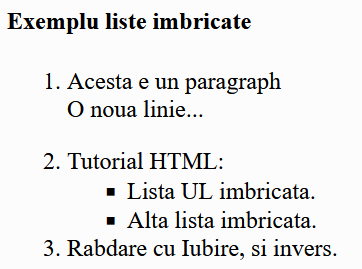 Exemplu liste imbricate
1. Acesta e un paragraph
O noua linie...
2. Tutorial HTML:
▪ Lista UL imbricata.
▪ Alta lista imbricata.
3. Rabdare cu Iubire, si invers.